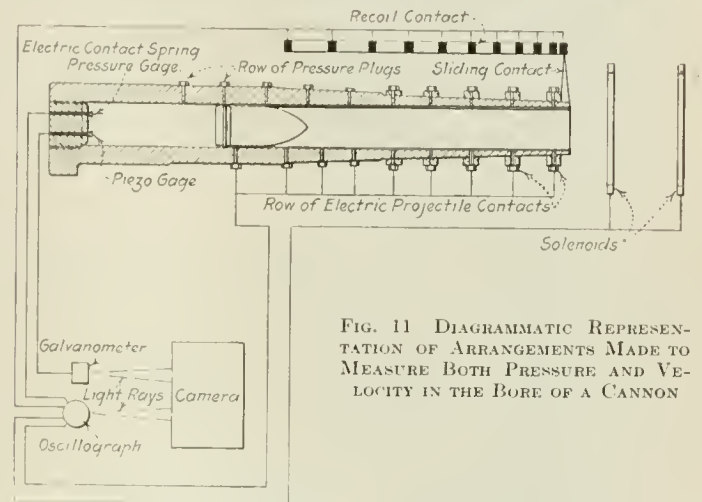 Recoil Contact
Electric Contact Spring
Pressure Gage
Row of Pressure Plugs
Sliding Contact
Piezo Gage
Row of Electric Projectile Contacts
Solenoids
Galvanometer
Light Rays
Camera
Oscillograph
FIG. 11 DIAGRAMMATIC REPRESEN-
TATION OF ARRANGEMENTS MADE TO
MEASURE BOTH PRESSURE AND VE-
LOCITY IN THE BORE OF A CANNON